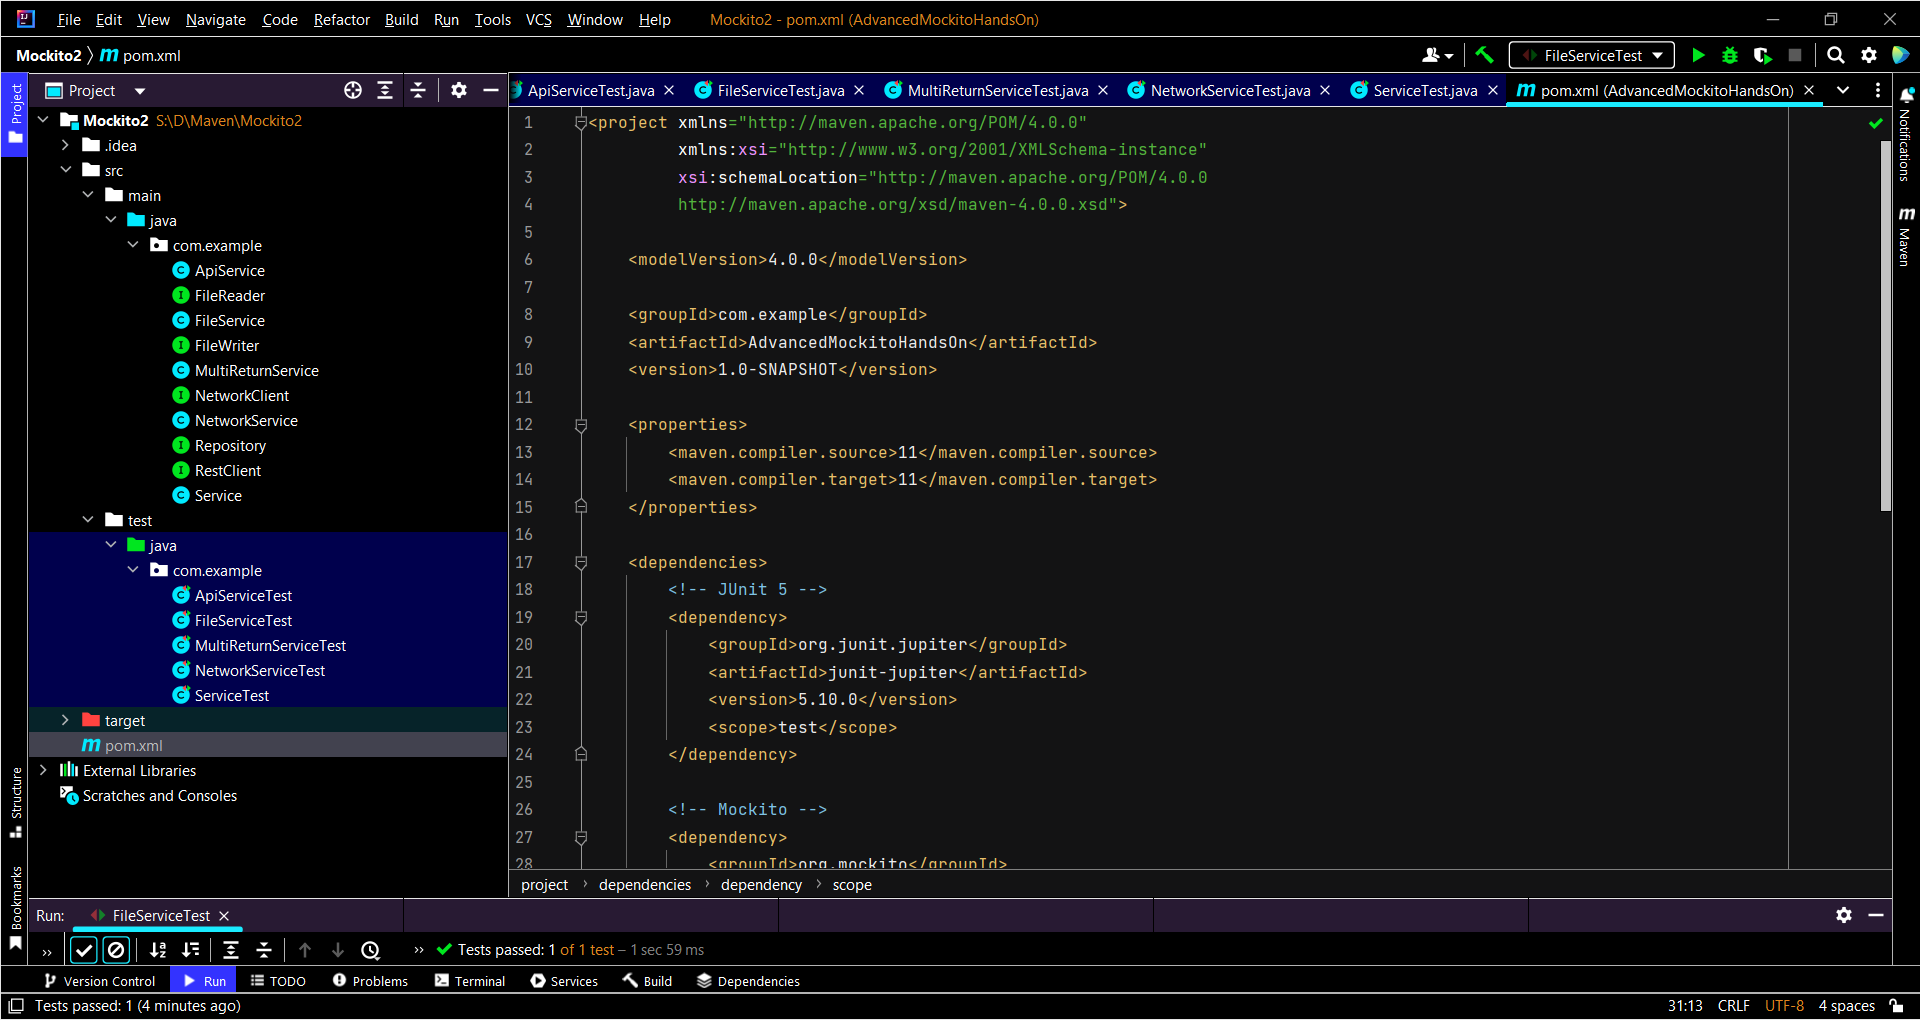 File Edit View Navigate Code Refactor Build Run Tools VCS Window Help Mockito2 - pom.xml (AdvancedMockitoHandsOn)
Mockito2 〉 m pom.xml FileServiceTest
Project
Project
Mockito2 S:\D\Maven\Mockito2
.idea
src
main
java
com.example
ApiService
FileReader
FileService
FileWriter
MultiReturnService
NetworkClient
NetworkService
Repository
RestClient
Service
test
java
com.example
ApiServiceTest
FileServiceTest
MultiReturnServiceTest
NetworkServiceTest
ServiceTest
target
pom.xml
External Libraries
Scratches and Consoles
Structure
Bookmarks
ApiServiceTest.java FileServiceTest.java MultiReturnServiceTest.java NetworkServiceTest.java ServiceTest.java pom.xml (AdvancedMockitoHandsOn)
1 <project xmlns="http://maven.apache.org/POM/4.0.0"
2 xmlns:xsi="http://www.w3.org/2001/XMLSchema-instance"
3 xsi:schemaLocation="http://maven.apache.org/POM/4.0.0
4 http://maven.apache.org/xsd/maven-4.0.0.xsd">
5
6 <modelVersion>4.0.0</modelVersion>
7
8 <groupId>com.example</groupId>
9 <artifactId>AdvancedMockitoHandsOn</artifactId>
10 <version>1.0-SNAPSHOT</version>
11
12 <properties>
13 <maven.compiler.source>11</maven.compiler.source>
14 <maven.compiler.target>11</maven.compiler.target>
15 </properties>
16
17 <dependencies>
18 <!-- JUnit 5 -->
19 <dependency>
20 <groupId>org.junit.jupiter</groupId>
21 <artifactId>junit-jupiter</artifactId>
22 <version>5.10.0</version>
23 <scope>test</scope>
24 </dependency>
25
26 <!-- Mockito -->
27 <dependency>
28 <groupId>org.mockito</groupId>
project › dependencies › dependency › scope
Notifications
Maven
Run: FileServiceTest
Tests passed: 1 of 1 test – 1 sec 59 ms
Version Control Run TODO Problems Terminal Services Build Dependencies
Tests passed: 1 (4 minutes ago) 31:13 CRLF UTF-8 4 spaces